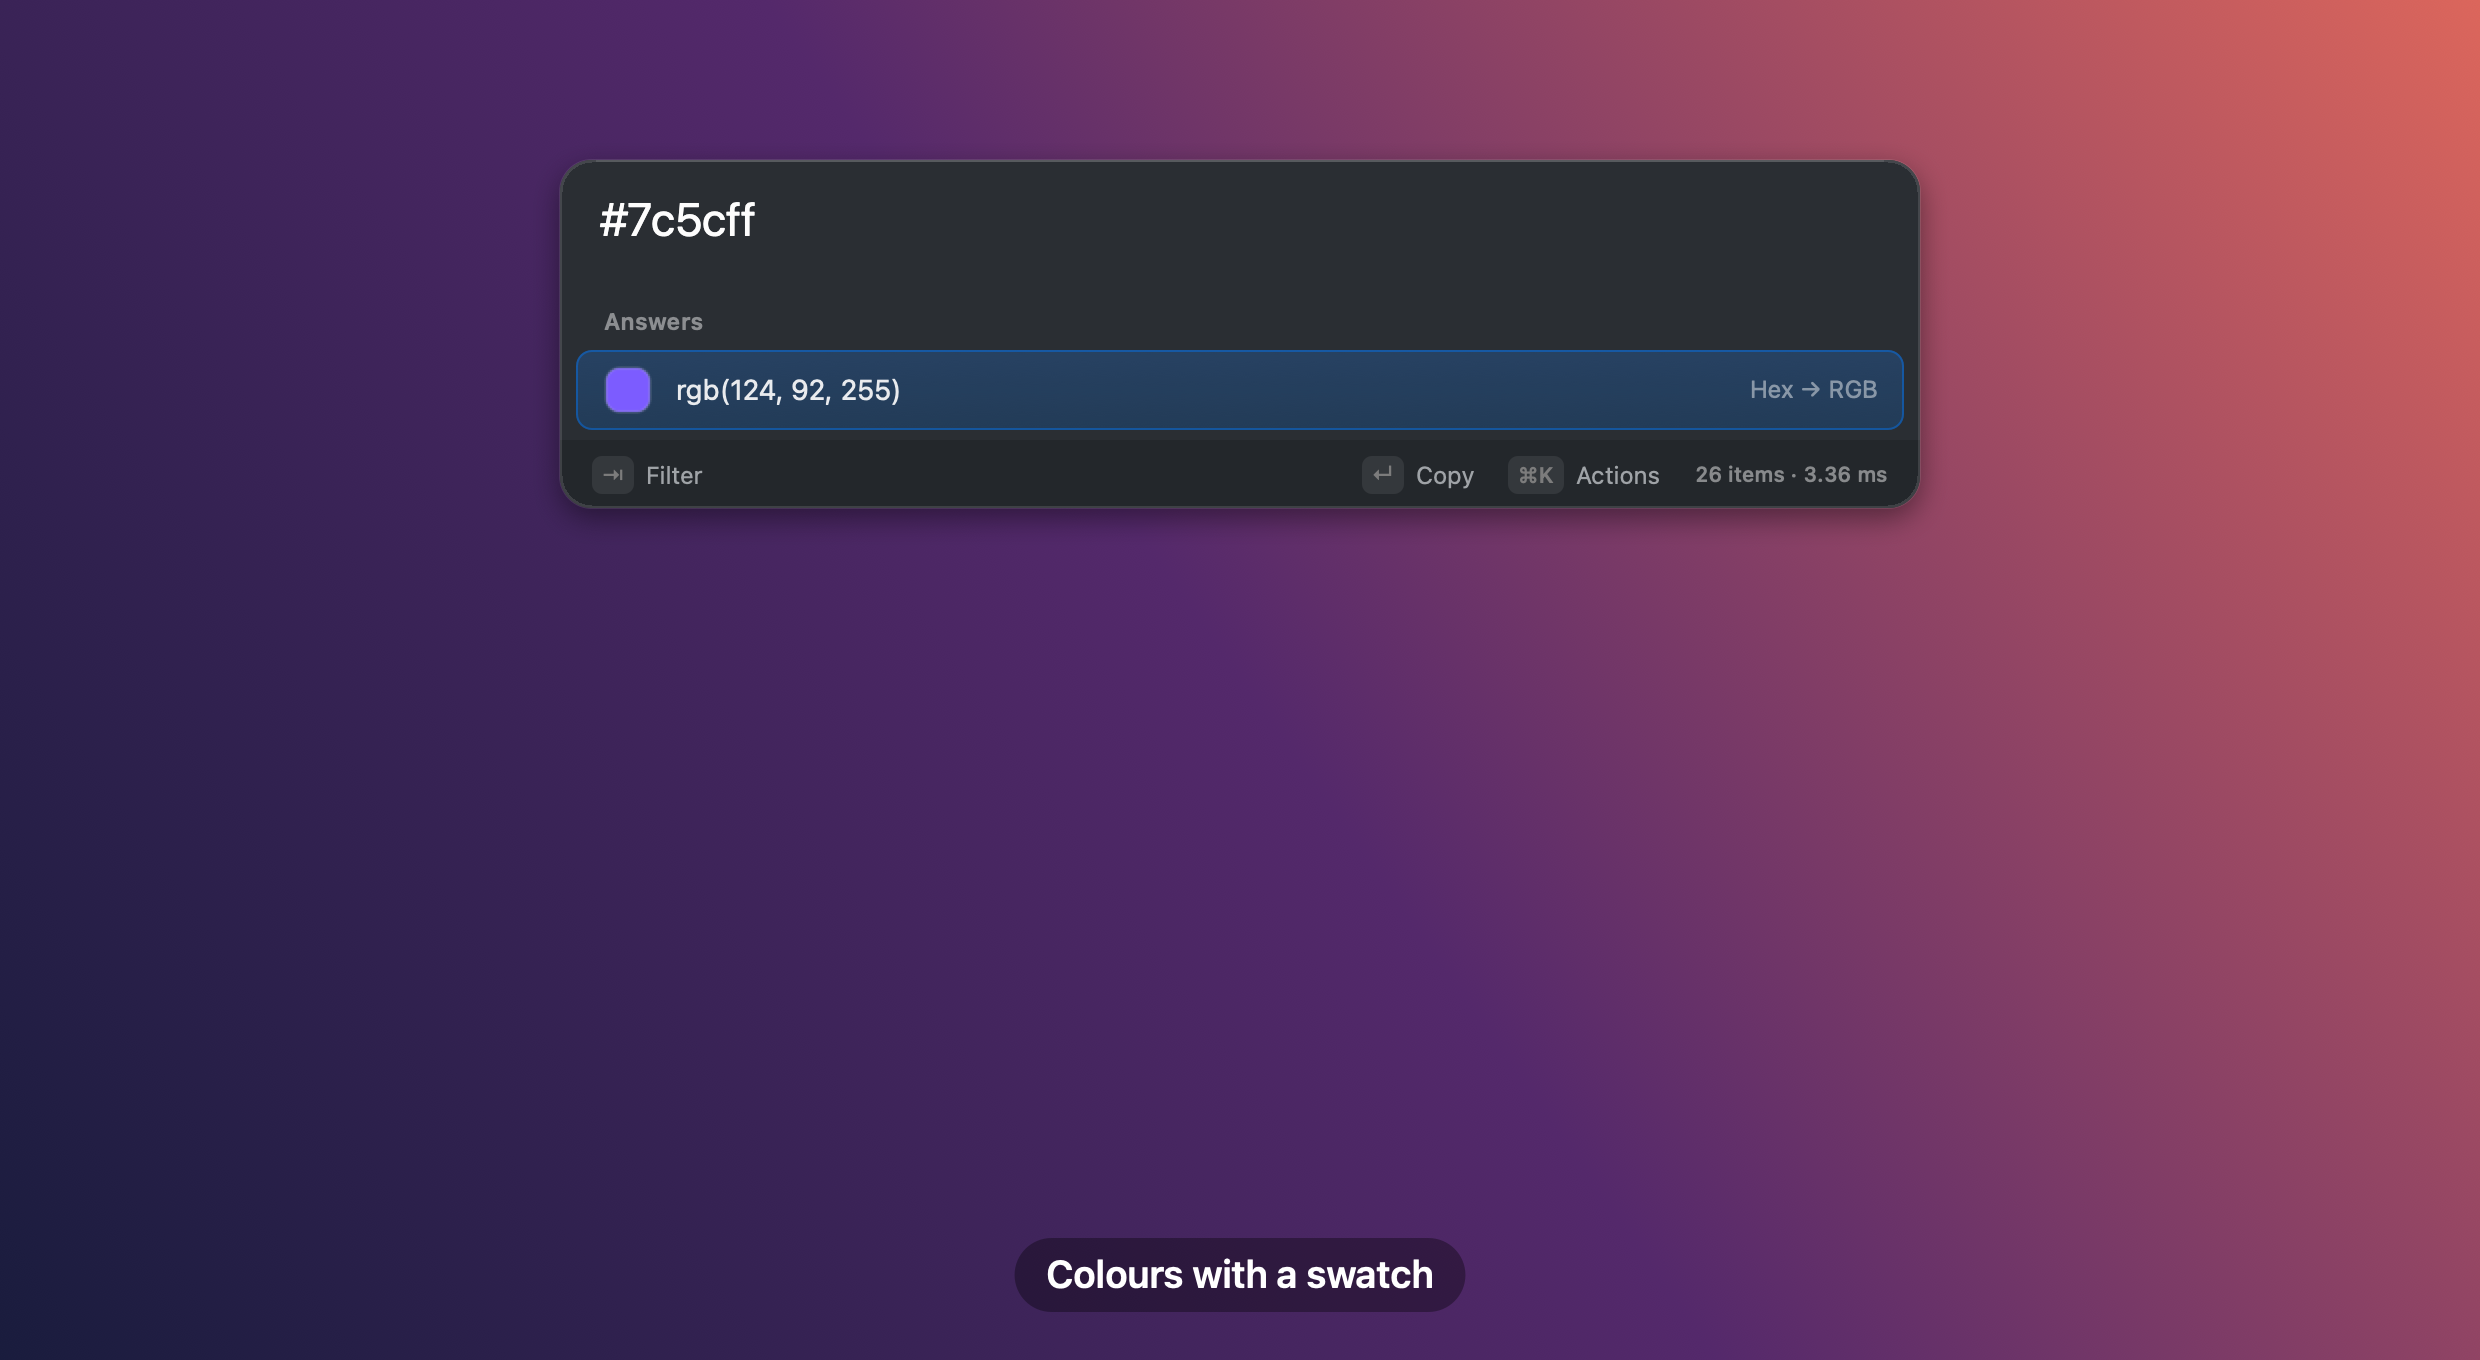 #7c5cff
Answers
rgb(124, 92, 255)
Hex → RGB
⇥ Filter
↵ Copy
⌘K Actions
26 items · 3.36 ms
Colours with a swatch